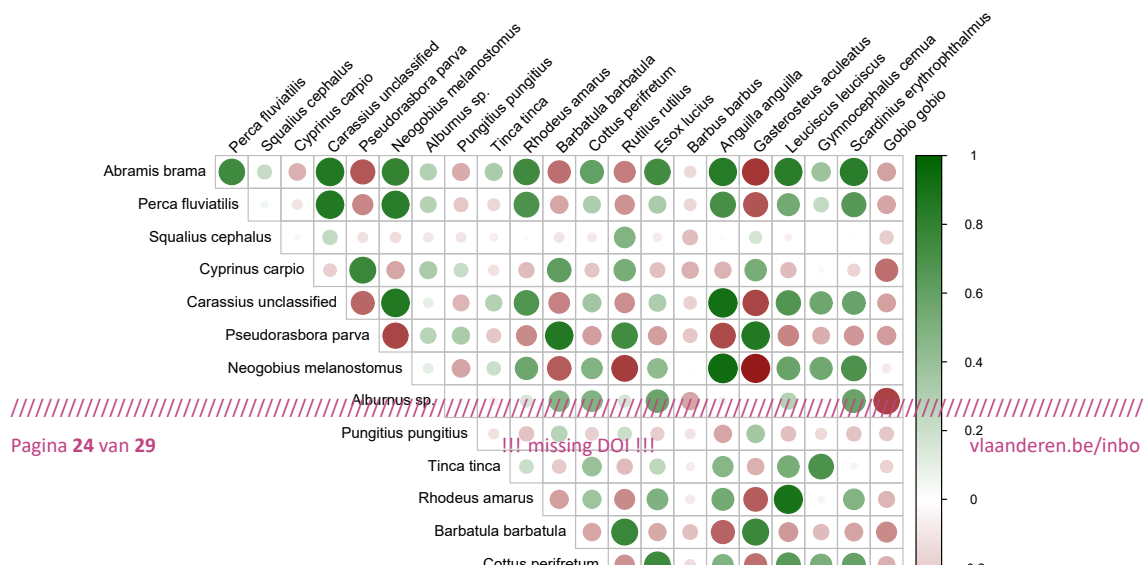 Perca fluviatilis
Squalius cephalus
Cyprinus carpio
Carassius unclassified
Pseudorasbora parva
Neogobius melanostomus
Alburnus sp.
Pungitius pungitius
Tinca tinca
Rhodeus amarus
Barbatula barbatula
Cottus perifretum
Rutilus rutilus
Esox lucius
Barbus barbus
Anguilla anguilla
Gasterosteus aculeatus
Leuciscus leuciscus
Gymnocephalus cernua
Scardinius erythrophthalmus
Gobio gobio
Abramis brama
Perca fluviatilis
Squalius cephalus
Cyprinus carpio
Carassius unclassified
Pseudorasbora parva
Neogobius melanostomus
Alburnus sp.
Pungitius pungitius
Tinca tinca
Rhodeus amarus
Barbatula barbatula
Cottus perifretum
1
0.8
0.6
0.4
0.2
0
Pagina 24 van 29
!!! missing DOI !!!
vlaanderen.be/inbo